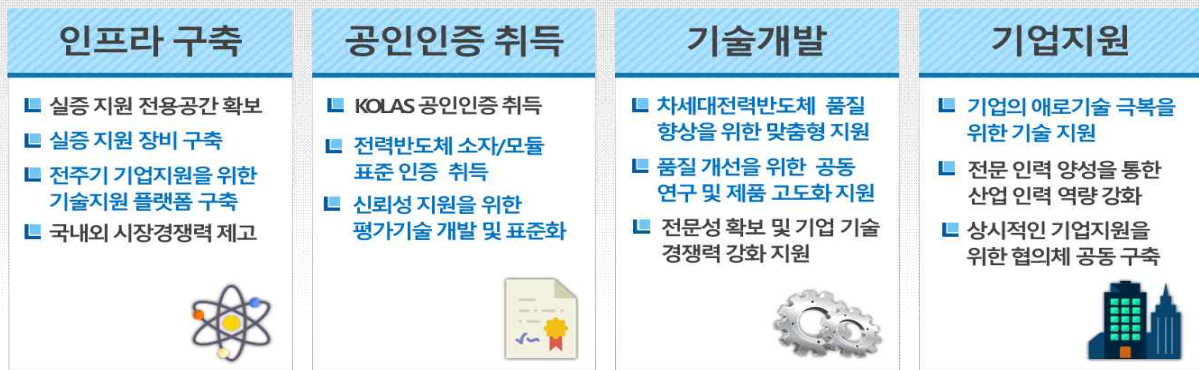 인프라 구축
실증 지원 전용공간 확보
실증 지원 장비 구축
전주기 기업지원을 위한
기술지원 플랫폼 구축
국내외 시장경쟁력 제고
공인인증 취득
KOLAS 공인인증 취득
전력반도체 소자/모듈
표준 인증 취득
신뢰성 지원을 위한
평가기술 개발 및 표준화
기술개발
차세대전력반도체 품질
향상을 위한 맞춤형 지원
품질 개선을 위한 공동
연구 및 제품 고도화 지원
전문성 확보 및 기업 기술
경쟁력 강화 지원
기업지원
기업의 애로기술 극복을
위한 기술 지원
전문 인력 양성을 통한
산업 인력 역량 강화
상시적인 기업지원을
위한 협의체 공동 구축